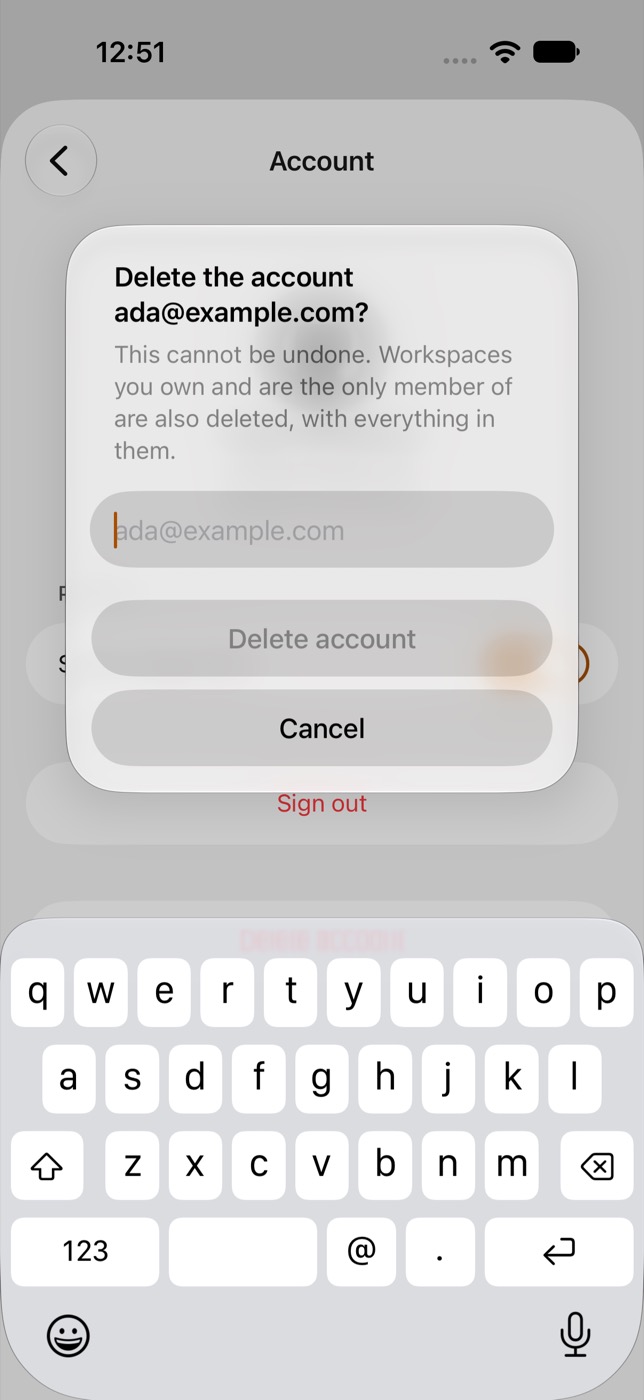 12:51
Account
Delete the account
ada@example.com?
This cannot be undone. Workspaces
you own and are the only member of
are also deleted, with everything in
them.
ada@example.com
Delete account
Cancel
Sign out
q w e r t y u i o p
a s d f g h j k l
z x c v b n m
123 @ .